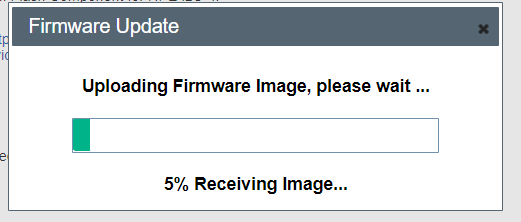 Firmware Update
Uploading Firmware Image, please wait ...
5% Receiving Image...